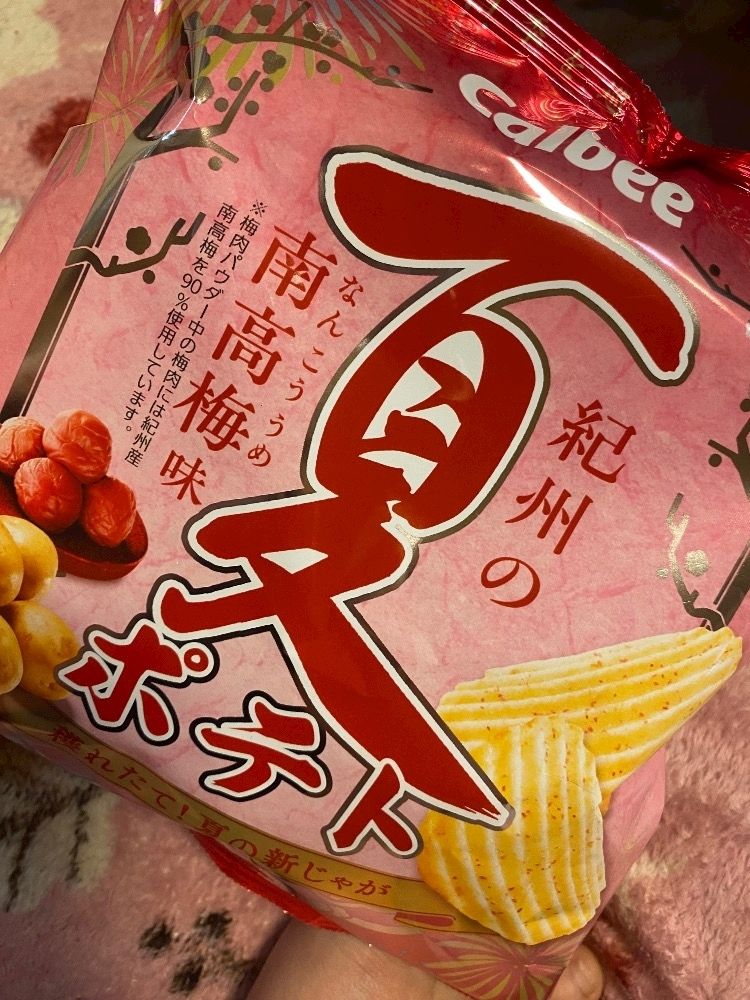 Calbee
紀州の
夏
ポテト
なんこううめ
南高梅味
※梅肉パウダー中の梅肉には紀州産
南高梅を90%使用しています。
穫れたて!夏の新じゃが